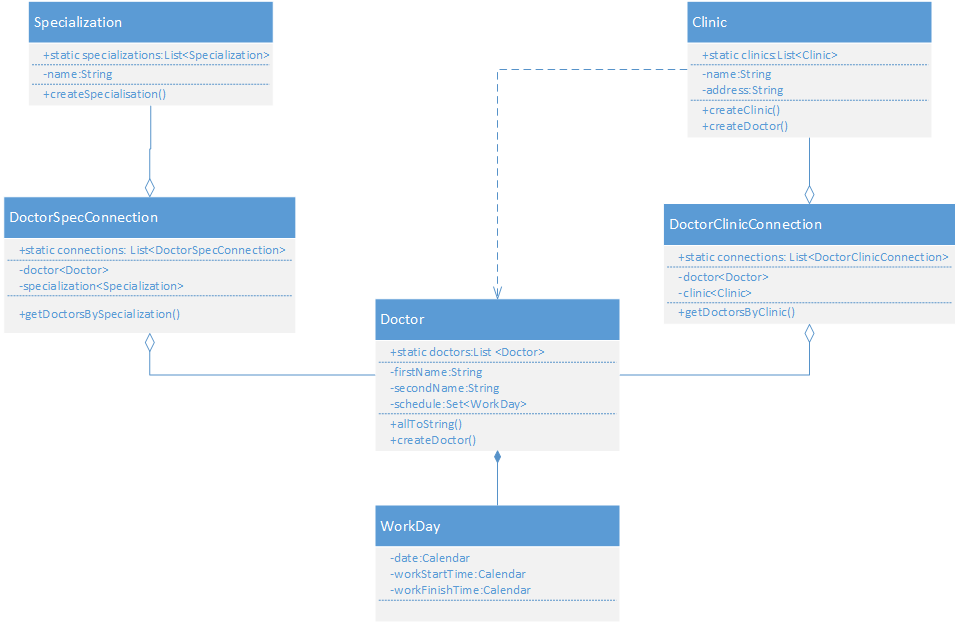 Specialization
+static specializations:List<Specialization>
-name:String
+createSpecialisation()
Clinic
+static clinics:List<Clinic>
-name:String
-address:String
+createClinic()
+createDoctor()
DoctorSpecConnection
+static connections: List<DoctorSpecConnection>
-doctor<Doctor>
-specialization<Specialization>
+getDoctorsBySpecialization()
DoctorClinicConnection
+static connections: List<DoctorClinicConnection>
-doctor<Doctor>
-clinic<Clinic>
+getDoctorsByClinic()
Doctor
+static doctors:List <Doctor>
-firstName:String
-secondName:String
-schedule:Set<WorkDay>
+allToString()
+createDoctor()
WorkDay
-date:Calendar
-workStartTime:Calendar
-workFinishTime:Calendar